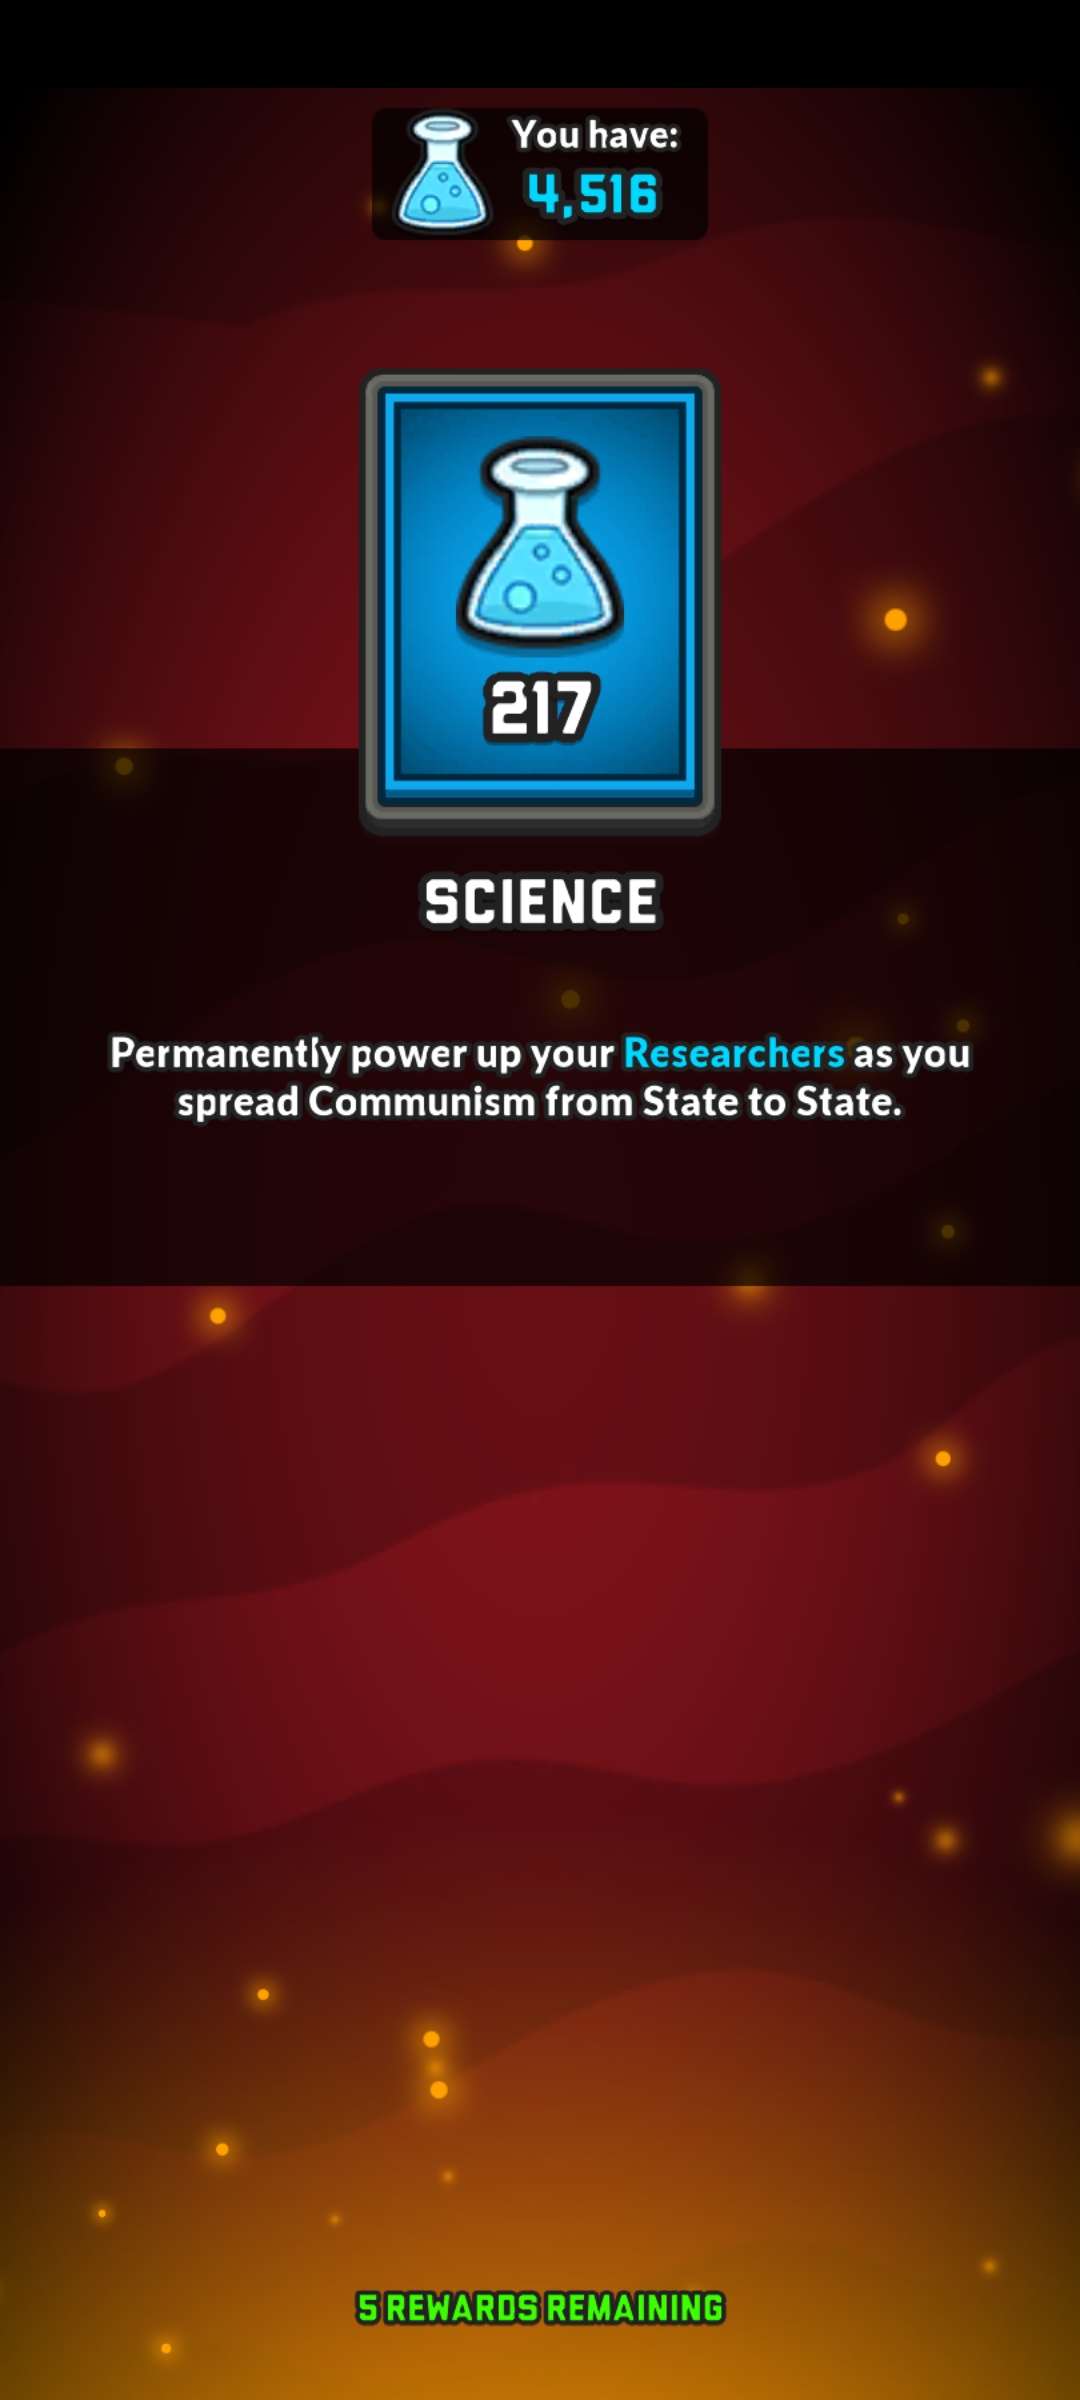 You have:
4,516
217
SCIENCE
Permanently power up your Researchers as you
spread Communism from State to State.
5 REWARDS REMAINING